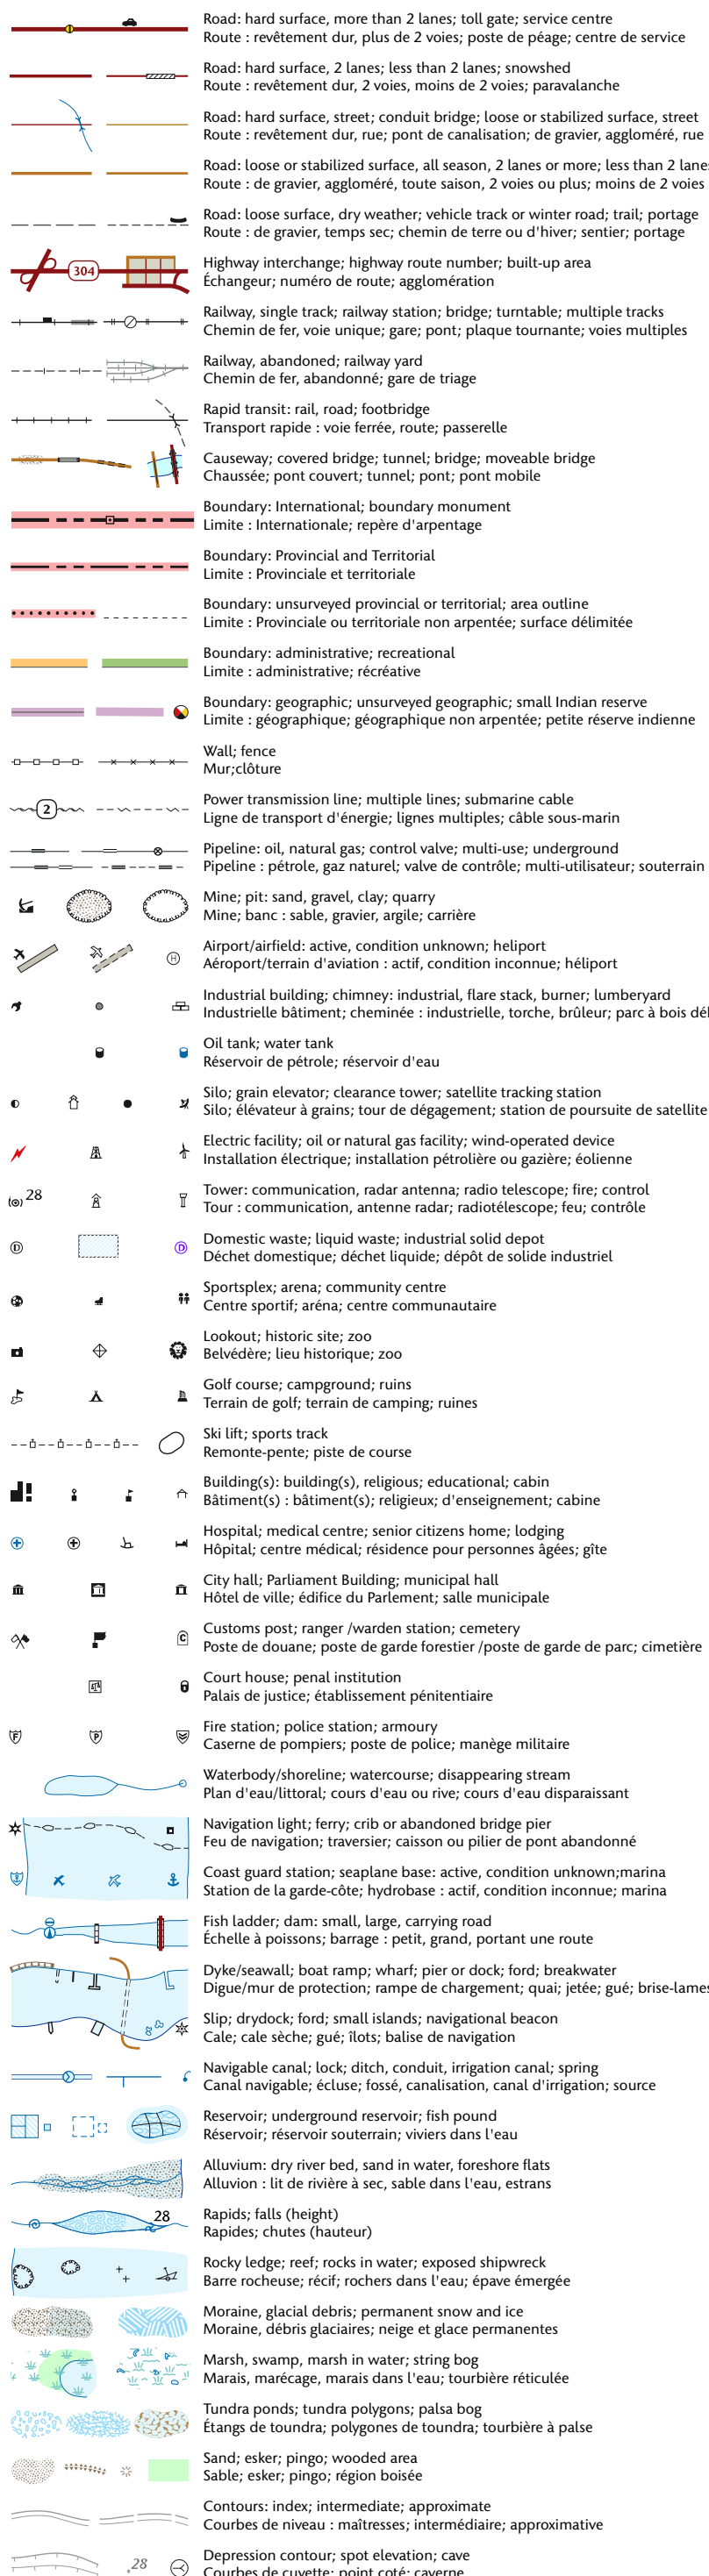 Road: hard surface, more than 2 lanes; toll gate; service centre
Route : revêtement dur, plus de 2 voies; poste de péage; centre de service
Road: hard surface, 2 lanes; less than 2 lanes; snowshed
Route : revêtement dur, 2 voies, moins de 2 voies; paravalanche
Road: hard surface, street; conduit bridge; loose or stabilized surface, street
Route : revêtement dur, rue; pont de canalisation; de gravier, aggloméré, rue
Road: loose or stabilized surface, all season, 2 lanes or more; less than 2 lane
Route : de gravier, aggloméré, toute saison, 2 voies ou plus; moins de 2 voies
Road: loose surface, dry weather; vehicle track or winter road; trail; portage
Route : de gravier, temps sec; chemin de terre ou d'hiver; sentier; portage
304
Highway interchange; highway route number; built-up area
Échangeur; numéro de route; agglomération
Railway, single track; railway station; bridge; turntable; multiple tracks
Chemin de fer, voie unique; gare; pont; plaque tournante; voies multiples
Railway, abandoned; railway yard
Chemin de fer, abandonné; gare de triage
Rapid transit: rail, road; footbridge
Transport rapide : voie ferrée, route; passerelle
Causeway; covered bridge; tunnel; bridge; moveable bridge
Chaussée; pont couvert; tunnel; pont; pont mobile
Boundary: International; boundary monument
Limite : Internationale; repère d'arpentage
Boundary: Provincial and Territorial
Limite : Provinciale et territoriale
Boundary: unsurveyed provincial or territorial; area outline
Limite : Provinciale ou territoriale non arpentée; surface délimitée
Boundary: administrative; recreational
Limite : administrative; récréative
Boundary: geographic; unsurveyed geographic; small Indian reserve
Limite : géographique; géographique non arpentée; petite réserve indienne
Wall; fence
Mur;clôture
2
Power transmission line; multiple lines; submarine cable
Ligne de transport d'énergie; lignes multiples; câble sous-marin
Pipeline: oil, natural gas; control valve; multi-use; underground
Pipeline : pétrole, gaz naturel; valve de contrôle; multi-utilisateur; souterrain
Mine; pit: sand, gravel, clay; quarry
Mine; banc : sable, gravier, argile; carrière
H
Airport/airfield: active, condition unknown; heliport
Aéroport/terrain d'aviation : actif, condition inconnue; héliport
Industrial building; chimney: industrial, flare stack, burner; lumberyard
Industrielle bâtiment; cheminée : industrielle, torche, brûleur; parc à bois dé
Oil tank; water tank
Réservoir de pétrole; réservoir d'eau
Silo; grain elevator; clearance tower; satellite tracking station
Silo; élévateur à grains; tour de dégagement; station de poursuite de satellite
Electric facility; oil or natural gas facility; wind-operated device
Installation électrique; installation pétrolière ou gazière; éolienne
28
Tower: communication, radar antenna; radio telescope; fire; control
Tour : communication, antenne radar; radiotélescope; feu; contrôle
D D
Domestic waste; liquid waste; industrial solid depot
Déchet domestique; déchet liquide; dépôt de solide industriel
Sportsplex; arena; community centre
Centre sportif; aréna; centre communautaire
Lookout; historic site; zoo
Belvédère; lieu historique; zoo
Golf course; campground; ruins
Terrain de golf; terrain de camping; ruines
Ski lift; sports track
Remonte-pente; piste de course
Building(s): building(s), religious; educational; cabin
Bâtiment(s) : bâtiment(s); religieux; d'enseignement; cabine
Hospital; medical centre; senior citizens home; lodging
Hôpital; centre médical; résidence pour personnes âgées; gîte
City hall; Parliament Building; municipal hall
Hôtel de ville; édifice du Parlement; salle municipale
C
Customs post; ranger /warden station; cemetery
Poste de douane; poste de garde forestier /poste de garde de parc; cimetière
Court house; penal institution
Palais de justice; établissement pénitentiaire
F P
Fire station; police station; armoury
Caserne de pompiers; poste de police; manège militaire
Waterbody/shoreline; watercourse; disappearing stream
Plan d'eau/littoral; cours d'eau ou rive; cours d'eau disparaissant
Navigation light; ferry; crib or abandoned bridge pier
Feu de navigation; traversier; caisson ou pilier de pont abandonné
Coast guard station; seaplane base: active, condition unknown;marina
Station de la garde-côte; hydrobase : actif, condition inconnue; marina
Fish ladder; dam: small, large, carrying road
Échelle à poissons; barrage : petit, grand, portant une route
Dyke/seawall; boat ramp; wharf; pier or dock; ford; breakwater
Digue/mur de protection; rampe de chargement; quai; jetée; gué; brise-lames
Slip; drydock; ford; small islands; navigational beacon
Cale; cale sèche; gué; îlots; balise de navigation
Navigable canal; lock; ditch, conduit, irrigation canal; spring
Canal navigable; écluse; fossé, canalisation, canal d'irrigation; source
Reservoir; underground reservoir; fish pound
Réservoir; réservoir souterrain; viviers dans l'eau
Alluvium: dry river bed, sand in water, foreshore flats
Alluvion : lit de rivière à sec, sable dans l'eau, estrans
28
Rapids; falls (height)
Rapides; chutes (hauteur)
Rocky ledge; reef; rocks in water; exposed shipwreck
Barre rocheuse; récif; rochers dans l'eau; épave émergée
Moraine, glacial debris; permanent snow and ice
Moraine, débris glaciaires; neige et glace permanentes
Marsh, swamp, marsh in water; string bog
Marais, marécage, marais dans l'eau; tourbière réticulée
Tundra ponds; tundra polygons; palsa bog
Étangs de toundra; polygones de toundra; tourbière à palse
Sand; esker; pingo; wooded area
Sable; esker; pingo; région boisée
Contours: index; intermediate; approximate
Courbes de niveau : maîtresses; intermédiaire; approximative
.28
Depression contour; spot elevation; cave
Courbes de cuvette; point coté; caverne